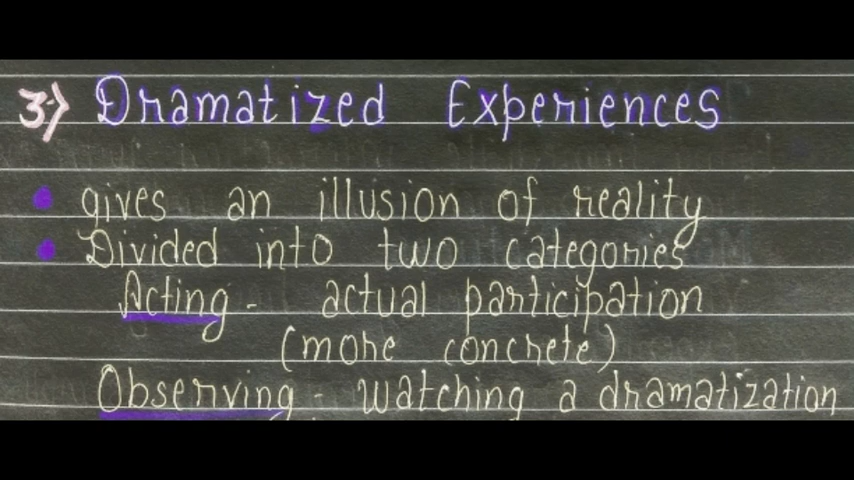 3) Dramatized Experiences
• gives an illusion of reality
• Divided into two categories
Acting - actual participation
(more concrete)
Observing - watching a dramatization